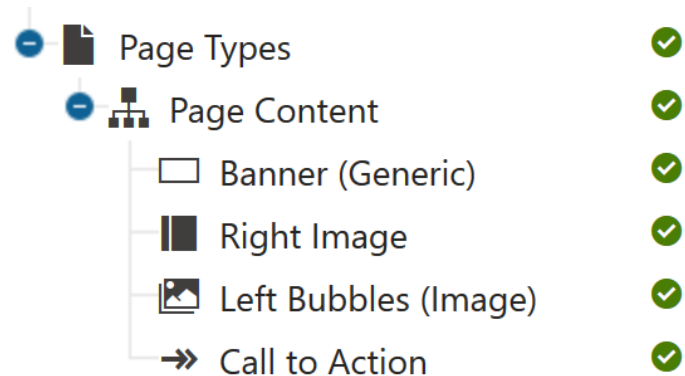 Page Types
Page Content
Banner (Generic)
Right Image
Left Bubbles (Image)
Call to Action